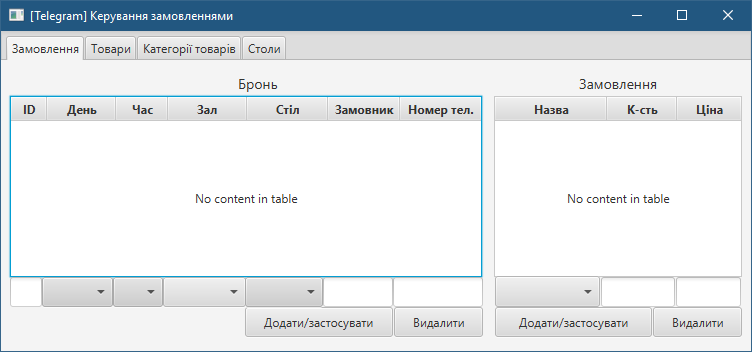 [Telegram] Керування замовленнями
Замовлення Товари Категорії товарів Столи
Бронь Замовлення
ID День Час Зал Стіл Замовник Номер тел. Назва К-сть Ціна
No content in table No content in table
Додати/застосувати Видалити Додати/застосувати Видалити